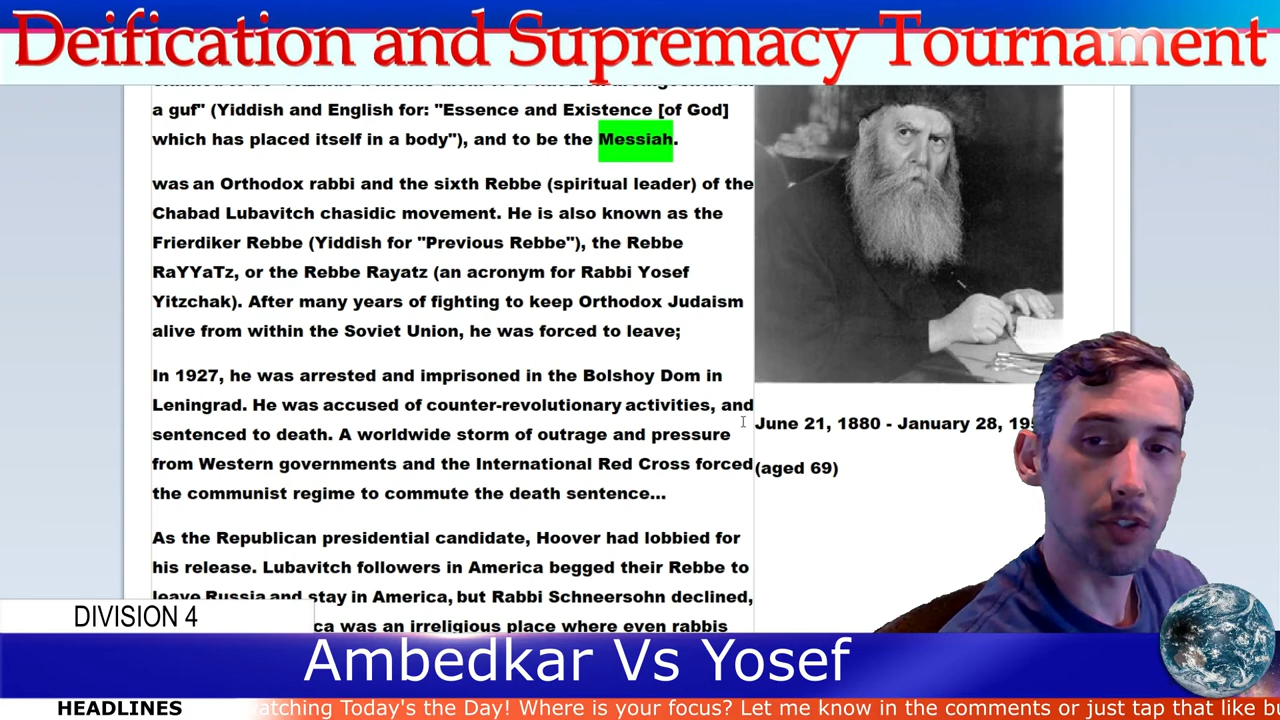 Deification and Supremacy Tournament
a guf" (Yiddish and English for: "Essence and Existence [of God]
which has placed itself in a body"), and to be the Messiah.
was an Orthodox rabbi and the sixth Rebbe (spiritual leader) of the
Chabad Lubavitch chasidic movement. He is also known as the
Frierdiker Rebbe (Yiddish for "Previous Rebbe"), the Rebbe
RaYYaTz, or the Rebbe Rayatz (an acronym for Rabbi Yosef
Yitzchak). After many years of fighting to keep Orthodox Judaism
alive from within the Soviet Union, he was forced to leave;
In 1927, he was arrested and imprisoned in the Bolshoy Dom in
Leningrad. He was accused of counter-revolutionary activities, and
sentenced to death. A worldwide storm of outrage and pressure
from Western governments and the International Red Cross forced
the communist regime to commute the death sentence...
As the Republican presidential candidate, Hoover had lobbied for
his release. Lubavitch followers in America begged their Rebbe to
leave Russia and stay in America, but Rabbi Schneersohn declined,
ca was an irreligious place where even rabbis
June 21, 1880 - January 28, 195
(aged 69)
DIVISION 4
Ambedkar Vs Yosef
HEADLINES
atching Today's the Day! Where is your focus? Let me know in the comments or just tap that like bu